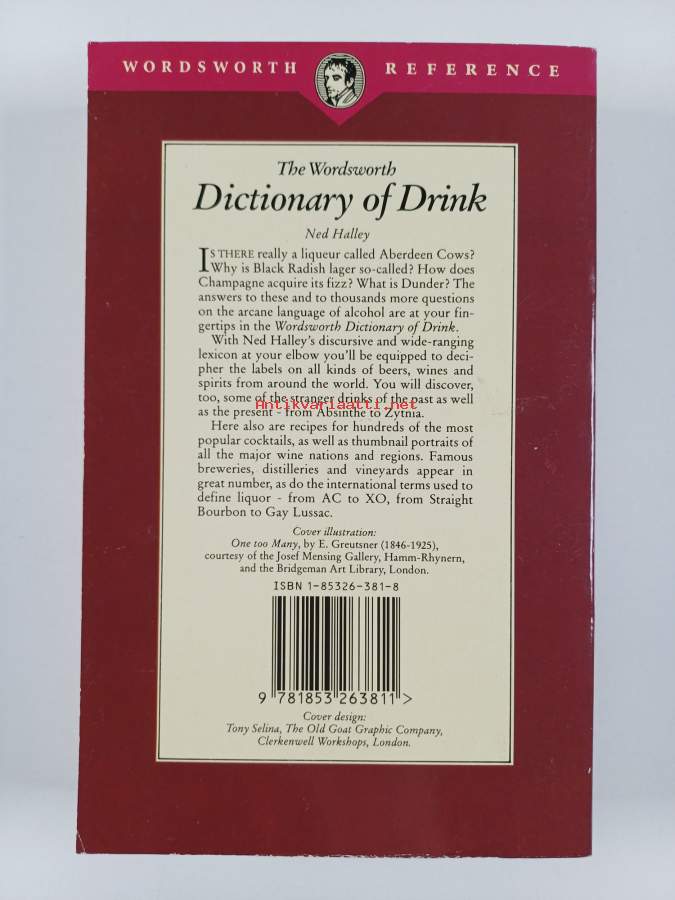 WORDSWORTH REFERENCE
The Wordsworth
Dictionary of Drink
Ned Halley
IS THERE really a liqueur called Aberdeen Cows?
Why is Black Radish lager so-called? How does
Champagne acquire its fizz? What is Dunder? The
answers to these and to thousands more questions
on the arcane language of alcohol are at your fin-
gertips in the Wordsworth Dictionary of Drink.
With Ned Halley's discursive and wide-ranging
lexicon at your elbow you'll be equipped to deci-
pher the labels on all kinds of beers, wines and
spirits from around the world. You will discover,
too, some of the stranger drinks of the past as well
Antikvariaatti.net
as the present - from Absinthe to Zytnia.
Here also are recipes for hundreds of the most
popular cocktails, as well as thumbnail portraits of
all the major wine nations and regions. Famous
breweries, distilleries and vineyards appear in
great number, as do the international terms used to
define liquor - from AC to XO, from Straight
Bourbon to Gay Lussac.
Cover illustration:
One too Many, by E. Greutsner (1846-1925),
courtesy of the Josef Mensing Gallery, Hamm-Rhynern,
and the Bridgeman Art Library, London.
ISBN 1-85326-381-8
9 781853 263811 >
Cover design:
Tony Selina, The Old Goat Graphic Company,
Clerkenwell Workshops, London.